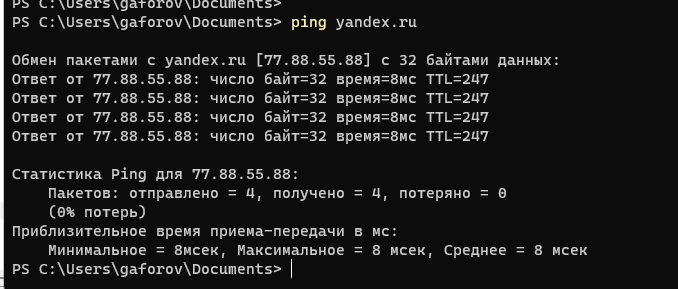 PS C:\Users\gaforov\Documents>
PS C:\Users\gaforov\Documents> ping yandex.ru
Обмен пакетами с yandex.ru [77.88.55.88] с 32 байтами данных:
Ответ от 77.88.55.88: число байт=32 время=8мс TTL=247
Ответ от 77.88.55.88: число байт=32 время=8мс TTL=247
Ответ от 77.88.55.88: число байт=32 время=8мс TTL=247
Ответ от 77.88.55.88: число байт=32 время=8мс TTL=247
Статистика Ping для 77.88.55.88:
Пакетов: отправлено = 4, получено = 4, потеряно = 0
(0% потерь)
Приблизительное время приема-передачи в мс:
Минимальное = 8мсек, Максимальное = 8 мсек, Среднее = 8 мсек
PS C:\Users\gaforov\Documents>